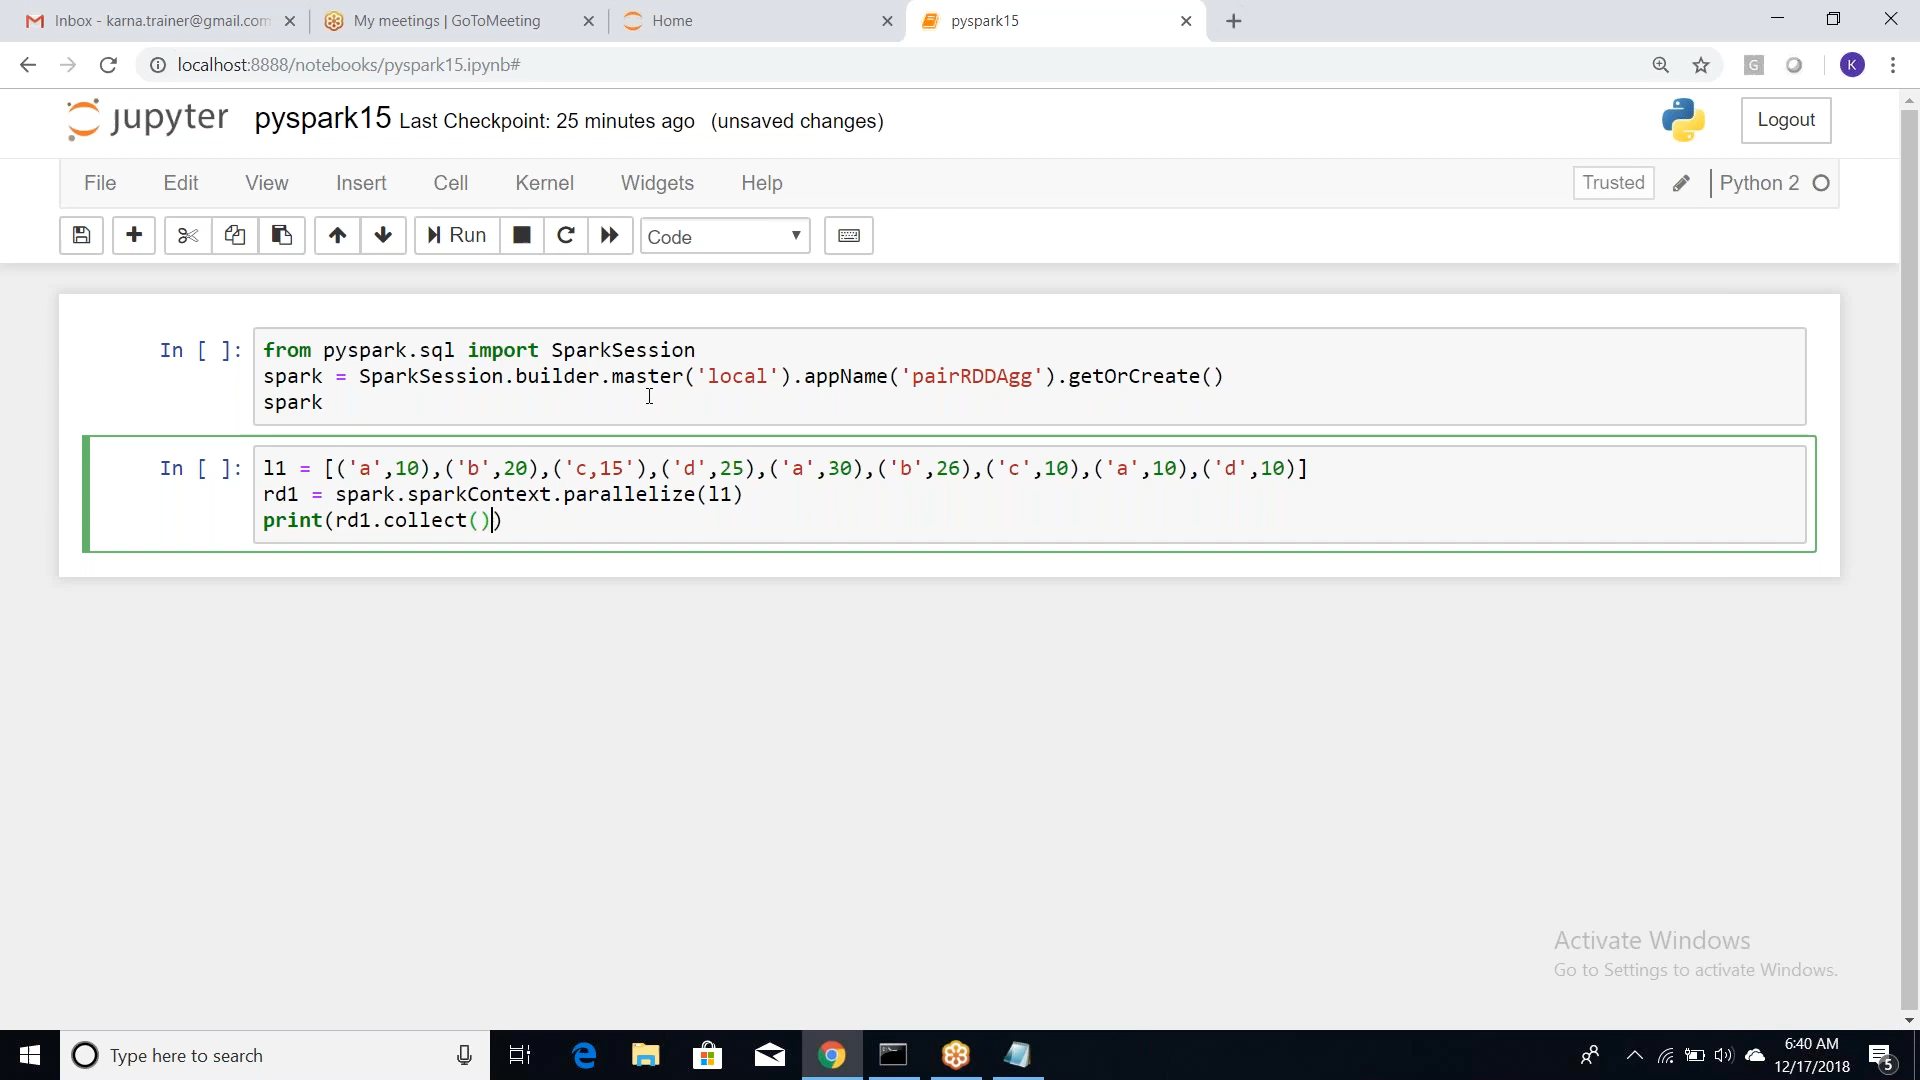 Inbox - karna.trainer@gmail.com
My meetings | GoToMeeting
Home
pyspark15
localhost:8888/notebooks/pyspark15.ipynb#
G
K
jupyter pyspark15 Last Checkpoint: 25 minutes ago (unsaved changes)
Logout
File Edit View Insert Cell Kernel Widgets Help
Trusted
Python 2
Run
Code
In [ ]:
from pyspark.sql import SparkSession
spark = SparkSession.builder.master('local').appName('pairRDDAgg').getOrCreate()
spark
In [ ]:
l1 = [('a',10),('b',20),('c,15'),('d',25),('a',30),('b',26),('c',10),('a',10),('d',10)]
rd1 = spark.sparkContext.parallelize(l1)
print(rd1.collect())
Activate Windows
Go to Settings to activate Windows.
Type here to search
6:40 AM
12/17/2018
5